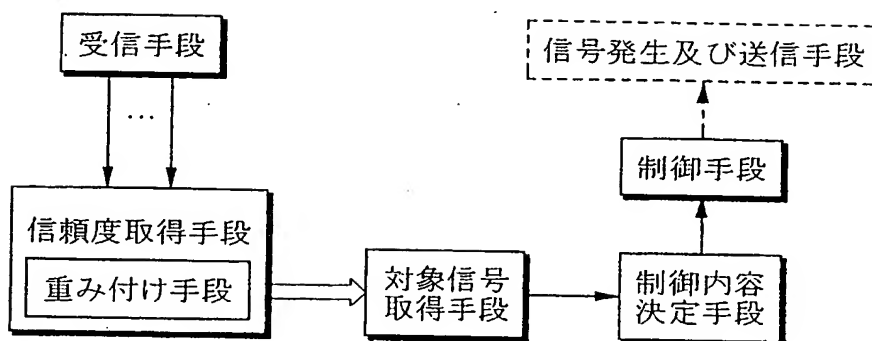 受信手段
信号発生及び送信手段
…
制御手段
信頼度取得手段
重み付け手段
対象信号
取得手段
制御内容
決定手段